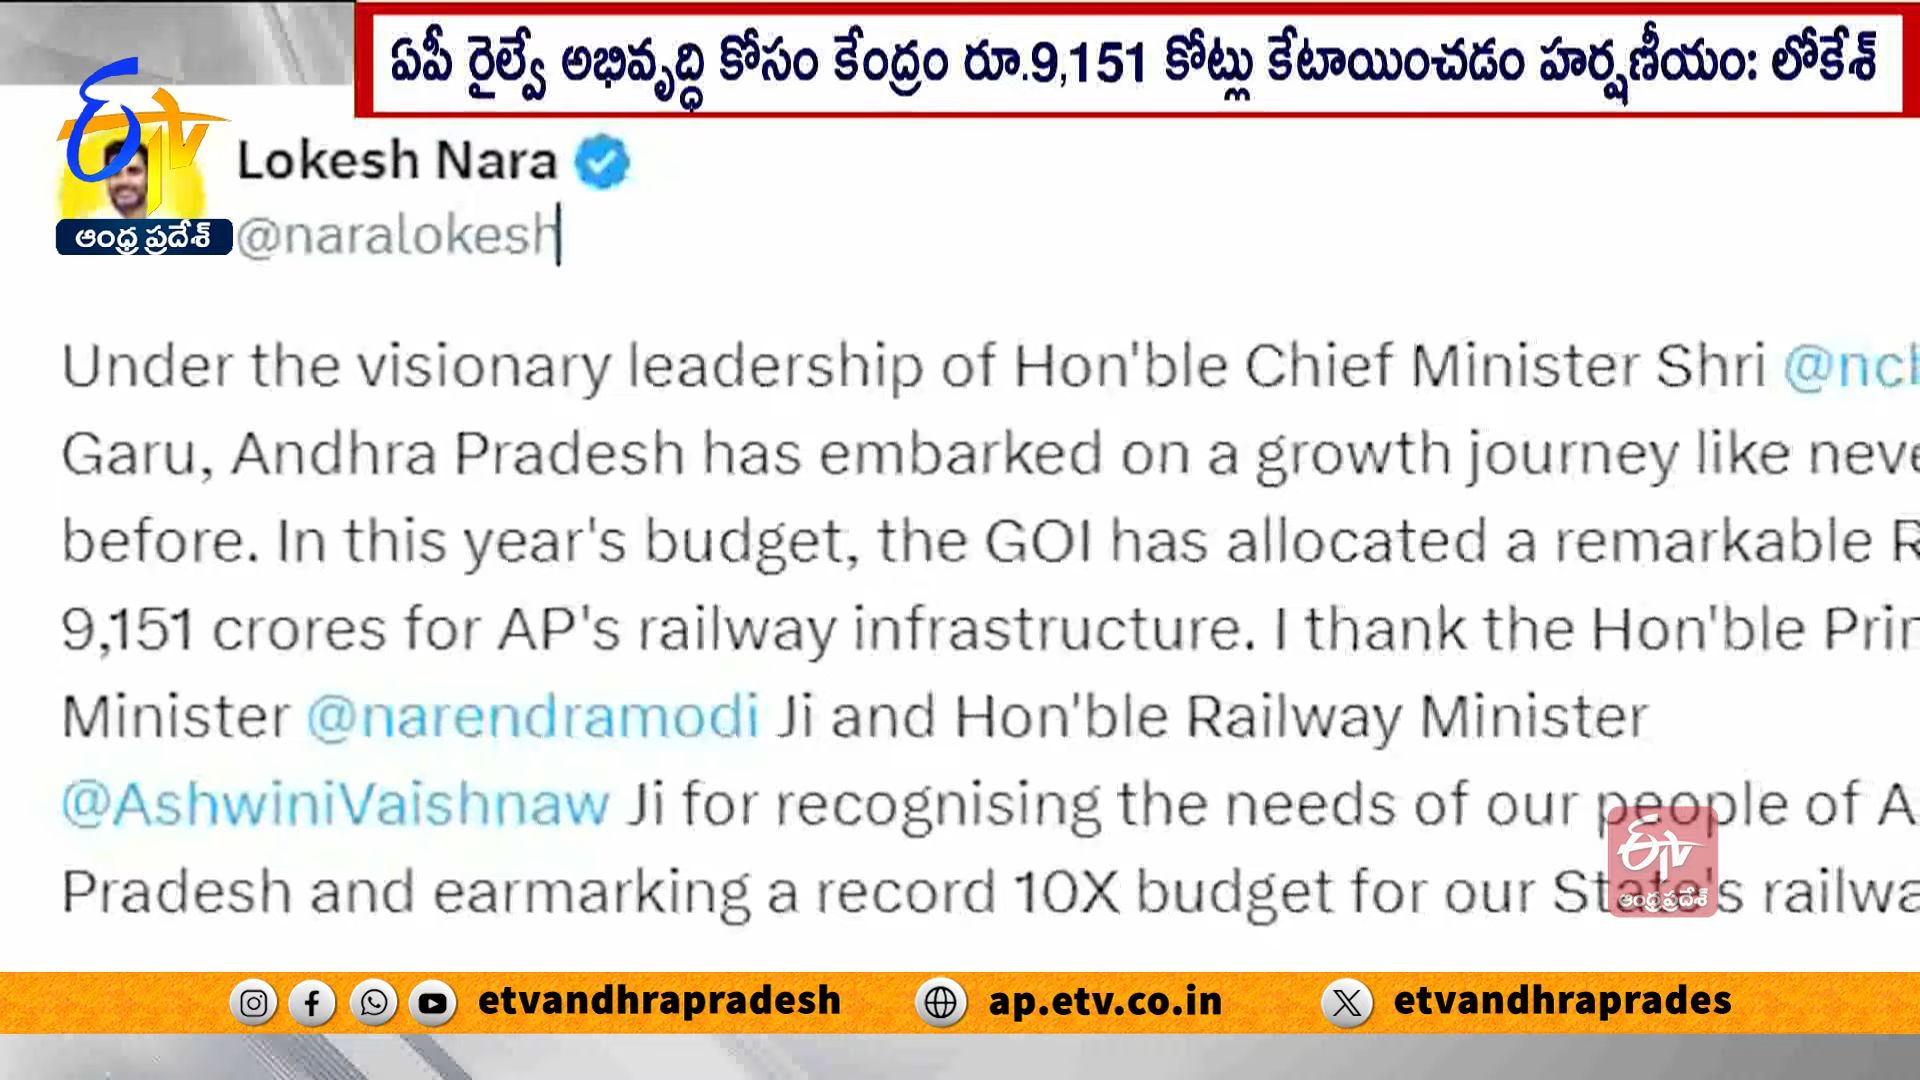 ఏపీ రైల్వే అభివృద్ధి కోసం కేంద్రం రూ.9,151 కోట్లు కేటాయించడం హర్షణీయం: లోకేశ్
ఆంధ్ర ప్రదేశ్
Lokesh Nara
@naralokesh
Under the visionary leadership of Hon'ble Chief Minister Shri
Garu, Andhra Pradesh has embarked on a growth journey like
before. In this year's budget, the GOI has allocated a remarkable
9,151 crores for AP's railway infrastructure. I thank the Hon'ble
Minister @narendramodi Ji and Hon'ble Railway Minister
@AshwiniVaishnaw Ji for recognising the needs of our people of
Pradesh and earmarking a record 10X budget for our State's
ఆంధ్రప్రదేశ్
etvandhrapradesh ap.etv.co.in etvandhraprades